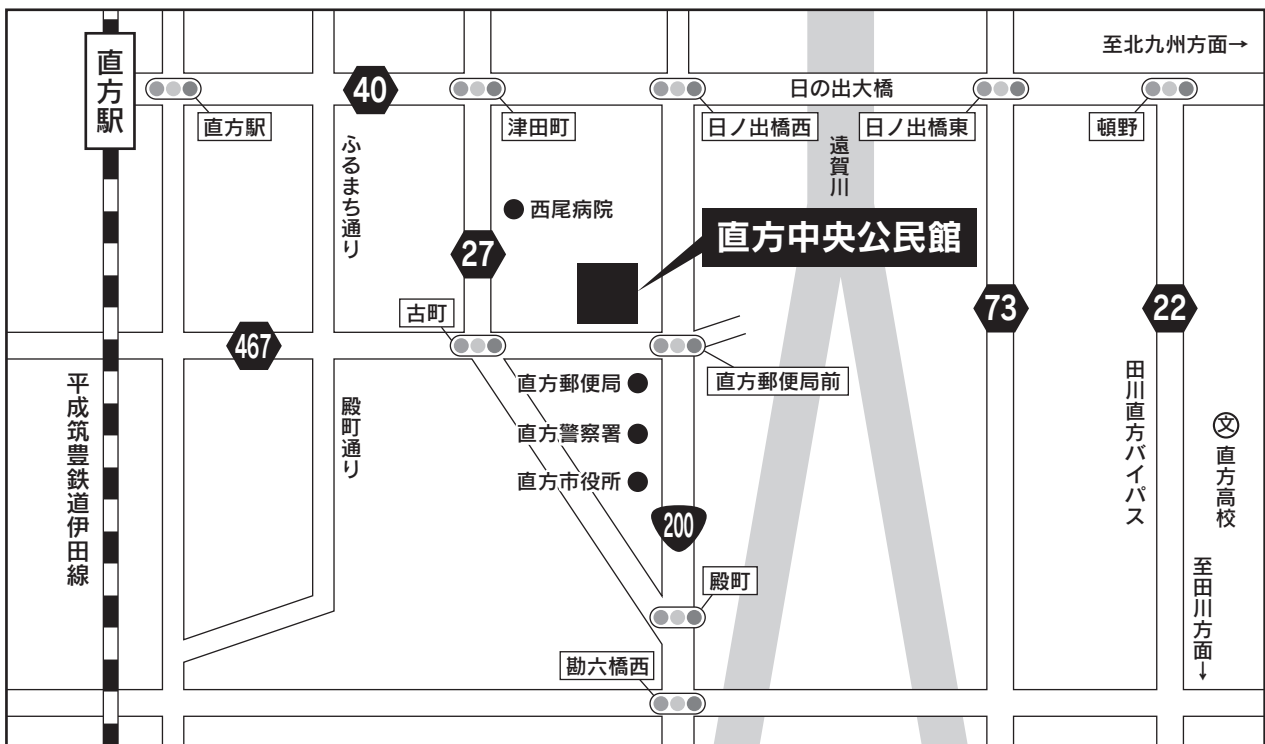 至北九州方面→
直方駅
40
日の出大橋
直方駅
津田町
日ノ出橋西
日ノ出橋東
頓野
ふるまち通り
遠賀川
西尾病院
直方中央公民館
27
古町
73
22
467
直方郵便局
直方郵便局前
平成筑豊鉄道伊田線
殿町通り
田川直方バイパス
文
直方高校
直方警察署
直方市役所
200
殿町
至田川方面→
勘六橋西